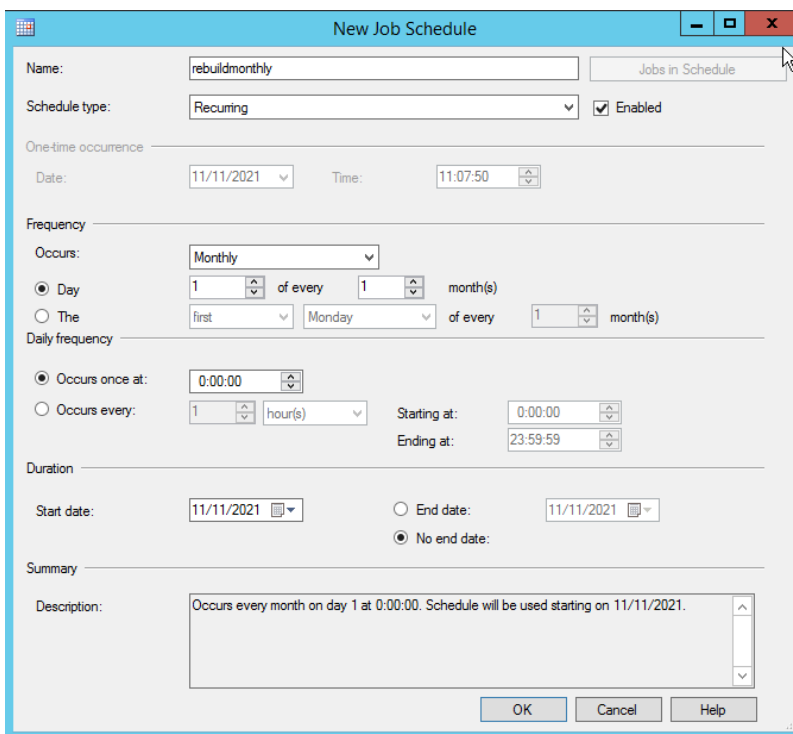 New Job Schedule
Name: rebuildmonthly Jobs in Schedule
Schedule type: Recurring Enabled
One-time occurrence
Date: 11/11/2021 Time: 11:07:50
Frequency
Occurs: Monthly
Day 1 of every 1 month(s)
The first Monday of every 1 month(s)
Daily frequency
Occurs once at: 0:00:00
Occurs every: 1 hour(s) Starting at: 0:00:00
Ending at: 23:59:59
Duration
Start date: 11/11/2021 End date: 11/11/2021
No end date:
Summary
Description: Occurs every month on day 1 at 0:00:00. Schedule will be used starting on 11/11/2021.
OK Cancel Help